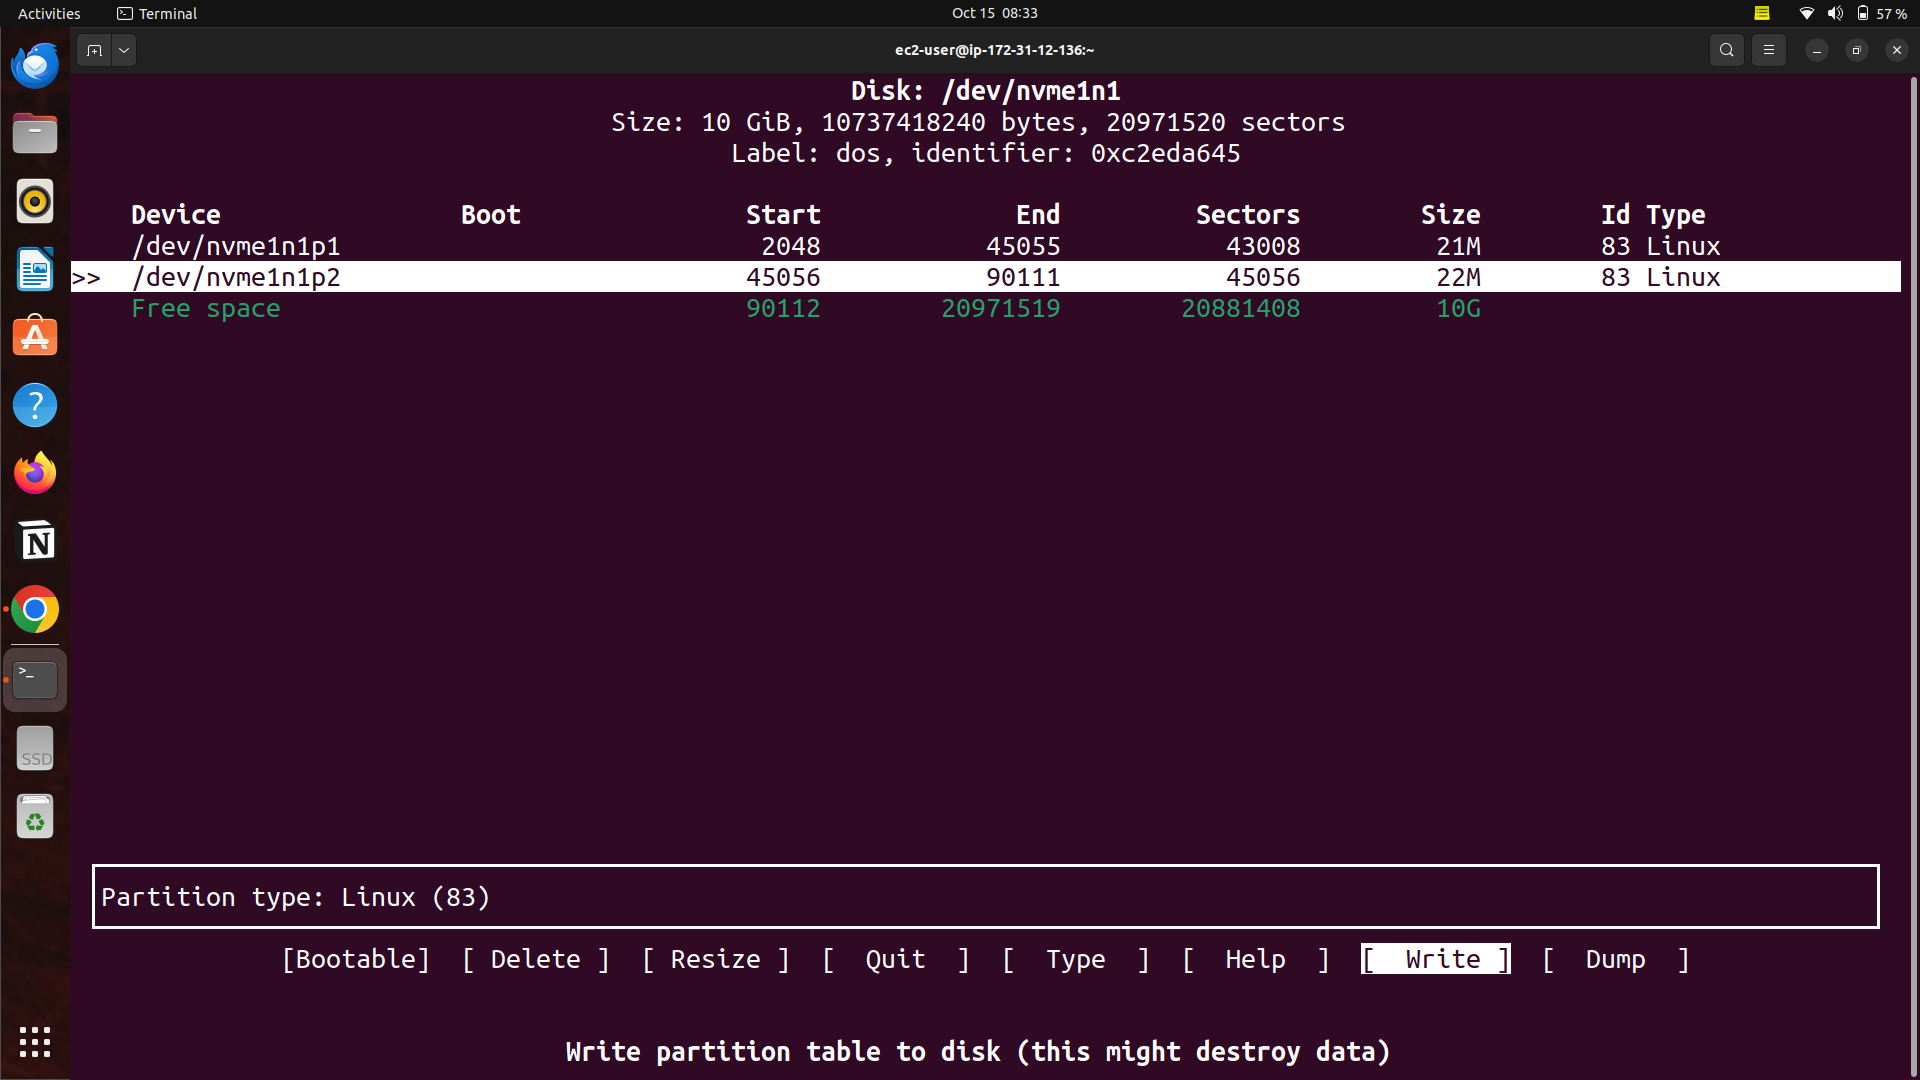 Activities Terminal Oct 15 08:33 57 %
ec2-user@ip-172-31-12-136:~
Disk: /dev/nvme1n1
Size: 10 GiB, 10737418240 bytes, 20971520 sectors
Label: dos, identifier: 0xc2eda645
Device Boot Start End Sectors Size Id Type
/dev/nvme1n1p1 2048 45055 43008 21M 83 Linux
>> /dev/nvme1n1p2 45056 90111 45056 22M 83 Linux
Free space 90112 20971519 20881408 10G
SSD
Partition type: Linux (83)
[Bootable] [ Delete ] [ Resize ] [ Quit ] [ Type ] [ Help ] [ Write ] [ Dump ]
Write partition table to disk (this might destroy data)